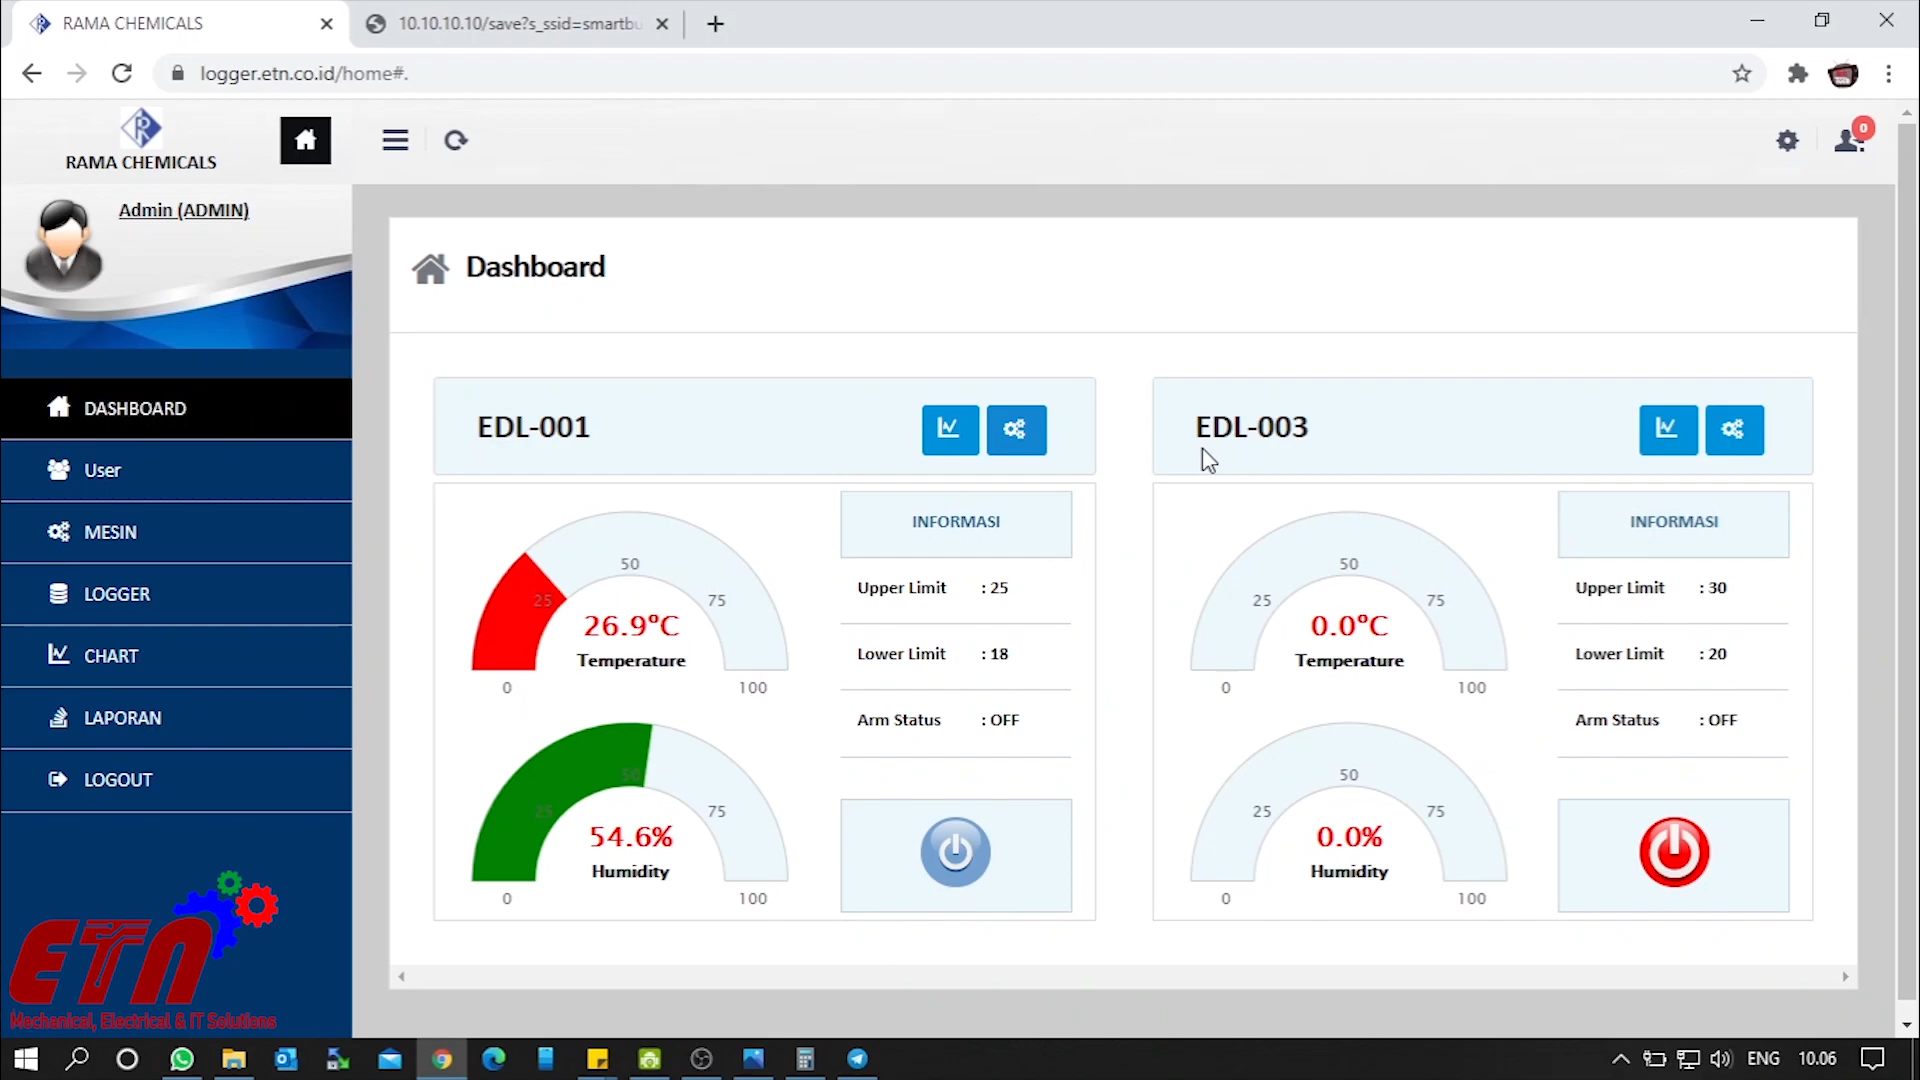 RAMA CHEMICALS
10.10.10.10/save?s_ssid=smartbu
logger.etn.co.id/home#.
RAMA CHEMICALS
0
Admin (ADMIN)
Dashboard
DASHBOARD
User
MESIN
LOGGER
CHART
LAPORAN
LOGOUT
EDL-001
INFORMASI
50
25
75
26.9°C
Temperature
0
100
Upper Limit : 25
Lower Limit : 18
Arm Status : OFF
50
25
75
54.6%
Humidity
0
100
EDL-003
INFORMASI
50
25
75
0.0°C
Temperature
0
100
Upper Limit : 30
Lower Limit : 20
Arm Status : OFF
50
25
75
0.0%
Humidity
0
100
ETN
Mechanical, Electrical & IT Solutions
ENG
10.06